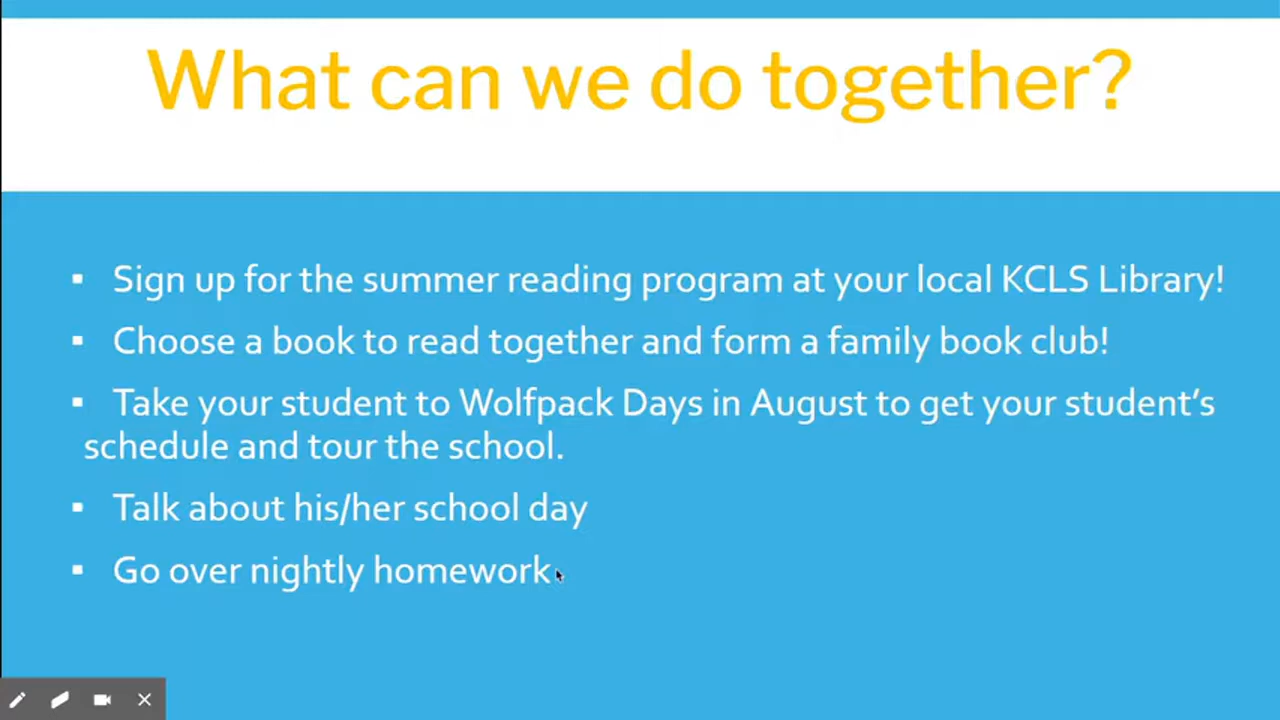 What can we do together?
▪ Sign up for the summer reading program at your local KCLS Library!
▪ Choose a book to read together and form a family book club!
▪ Take your student to Wolfpack Days in August to get your student’s
schedule and tour the school.
▪ Talk about his/her school day
▪ Go over nightly homework